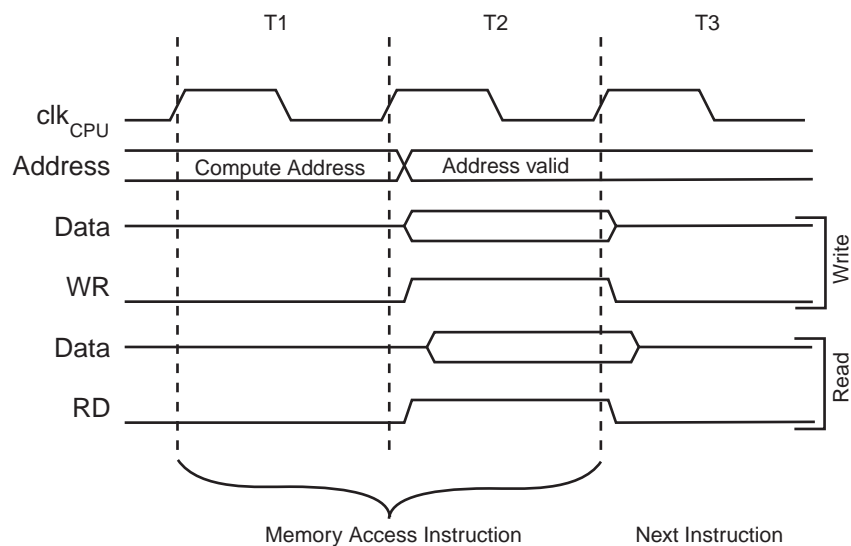 T1 T2 T3
clkCPU
Address Compute Address Address valid
Data
WR
Write
Data
RD
Read
Memory Access Instruction Next Instruction